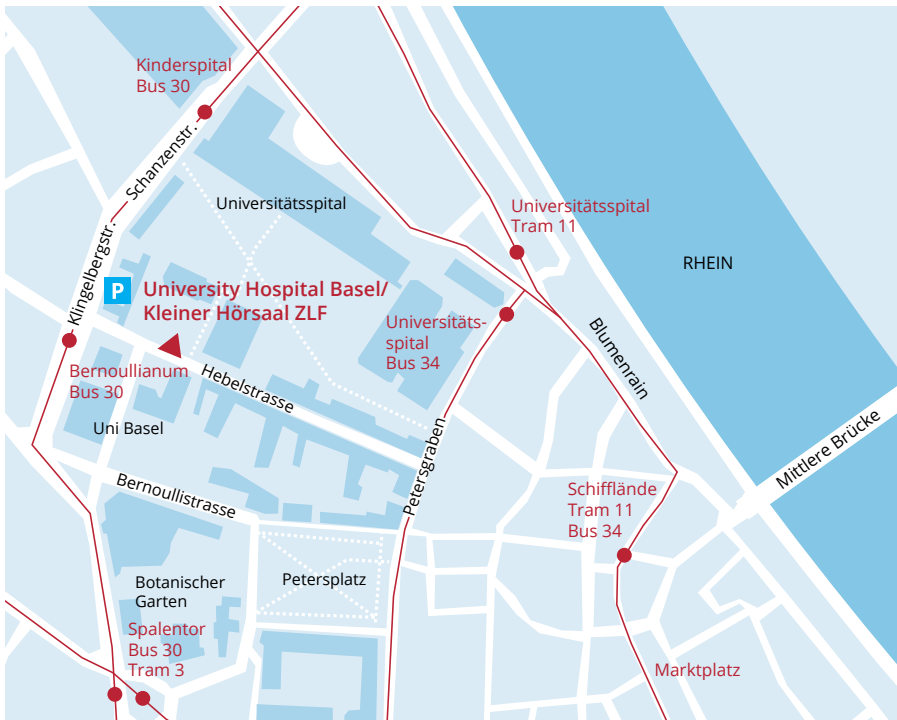 Kinderspital
Bus 30
Schanzenstr.
Universitätsspital
Universitätsspital
Tram 11
RHEIN
Klingelbergstr.
P
University Hospital Basel/
Kleiner Hörsaal ZLF
Universitäts-
spital
Bus 34
Blumenrain
Bernoullianum
Bus 30
Hebelstrasse
Uni Basel
Petersgraben
Mittlere Brücke
Bernoullistrasse
Schifflände
Tram 11
Bus 34
Botanischer
Garten
Petersplatz
Spalentor
Bus 30
Tram 3
Marktplatz